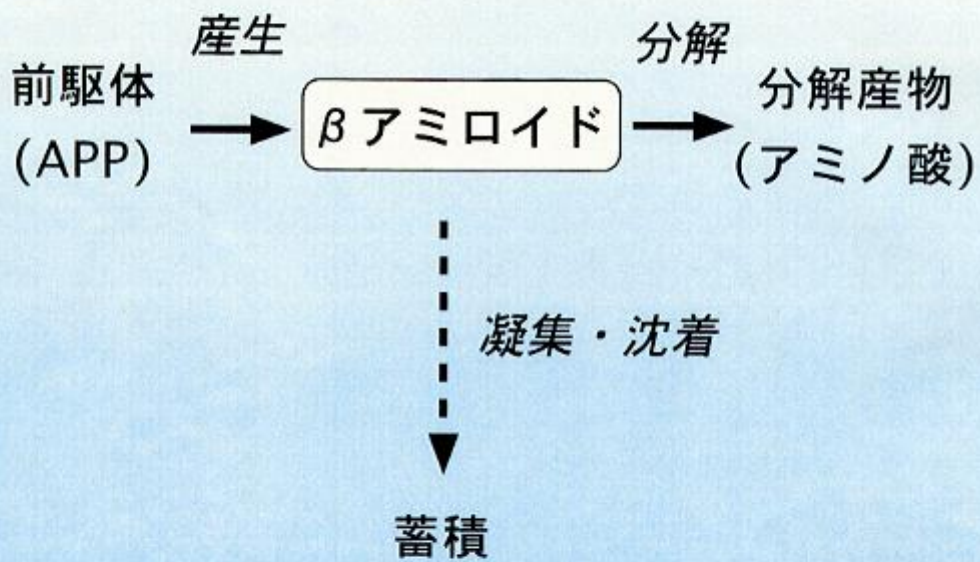 産生
分解
前駆体
(APP)
βアミロイド
分解産物
(アミノ酸)
凝集・沈着
蓄積